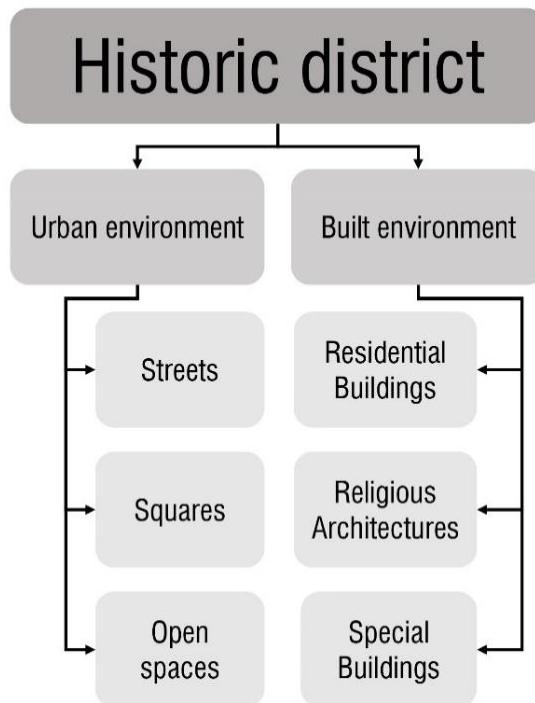 Historic district
Urban environment
Built environment
Streets
Residential
Buildings
Squares
Religious
Architectures
Open
spaces
Special
Buildings